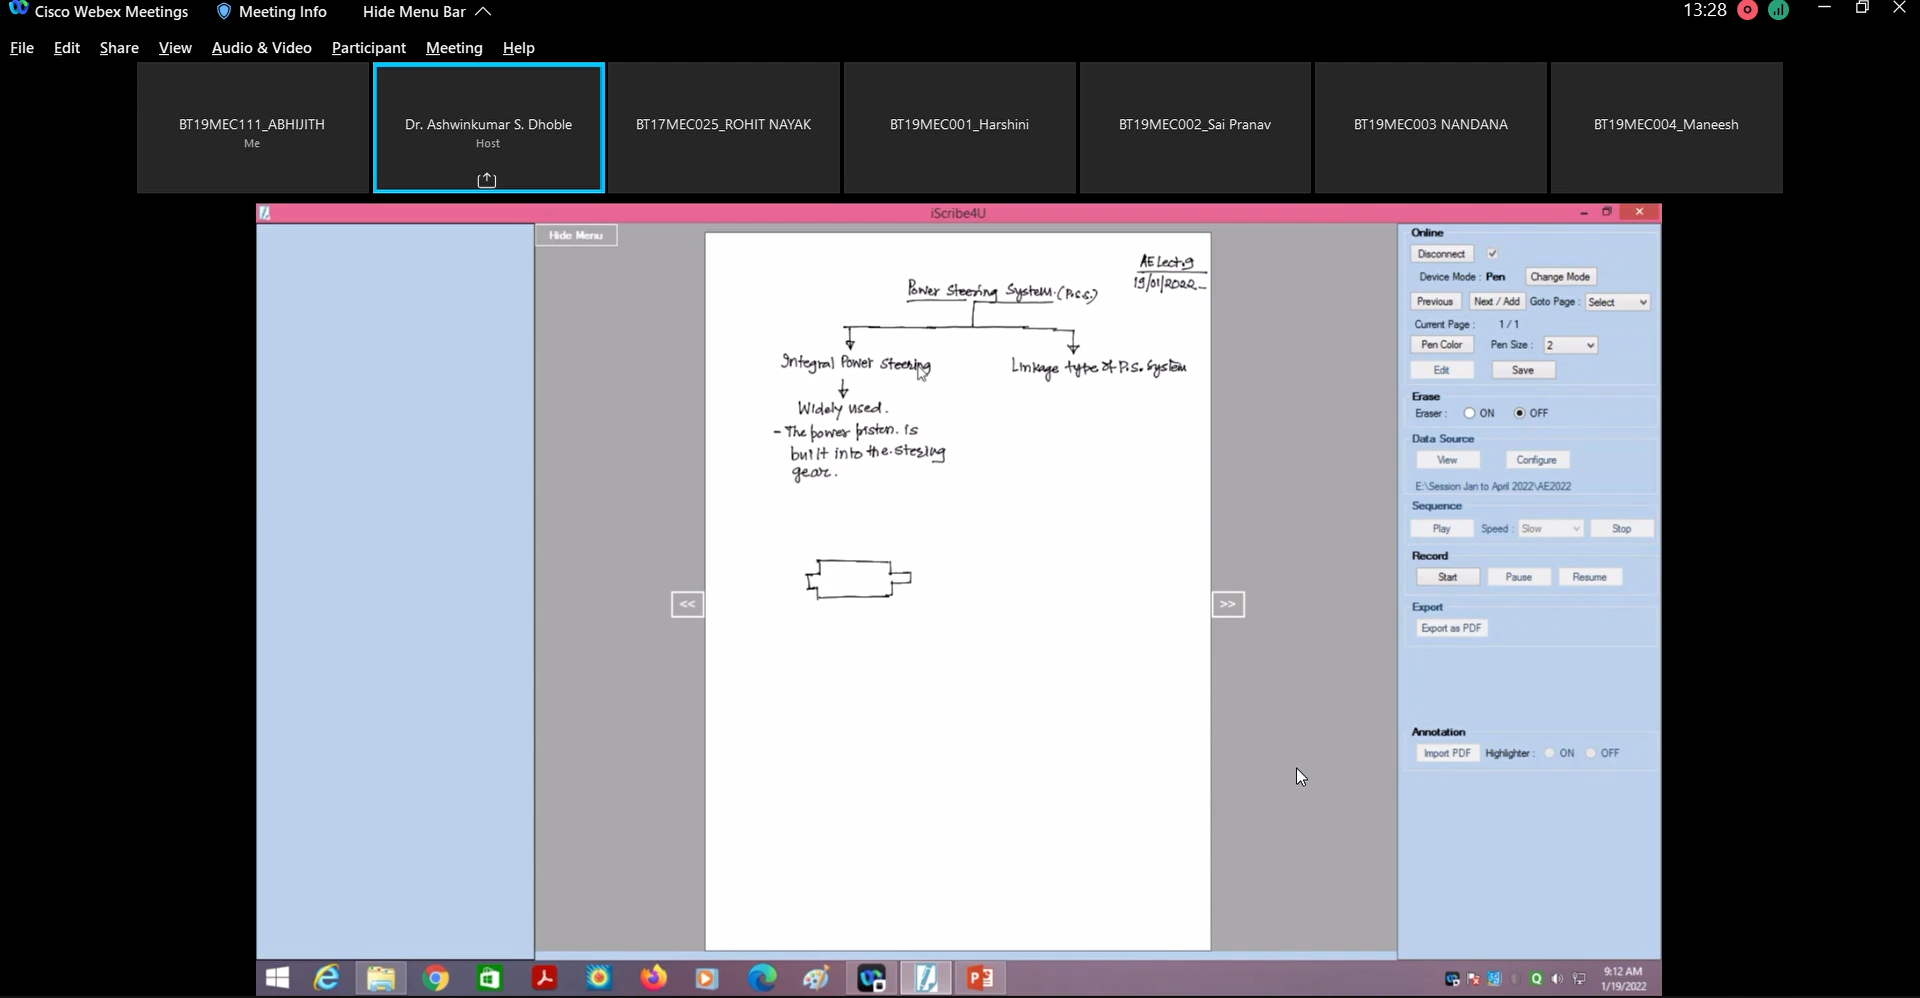 Cisco Webex Meetings Meeting Info Hide Menu Bar 13:28
File Edit Share View Audio & Video Participant Meeting Help
BT19MEC111_ABHIJITH
Me
Dr. Ashwinkumar S. Dhoble
Host
BT17MEC025_ROHIT NAYAK
BT19MEC001_Harshini
BT19MEC002_Sai Pranav
BT19MEC003 NANDANA
BT19MEC004_Maneesh
iScribe4U
Hide Menu
AE Lect.9
19/01/2022
Power Steering System. (P.S.S.)
Integral Power Steering
Linkage type of P.S. System
Widely used.
- The power piston. is
built into the stering
gear.
<<
>>
Online
Disconnect
Device Mode : Pen Change Mode
Previous Next / Add Goto Page : Select
Current Page : 1 / 1
Pen Color Pen Size : 2
Edit Save
Erase
Eraser : ON OFF
Data Source
View Configure
E:\Session Jan to April 2022\AE2022
Sequence
Play Speed : Slow Stop
Record
Start Pause Resume
Export
Export as PDF
Annotation
Import PDF Highlighter : ON OFF
9:12 AM
1/19/2022